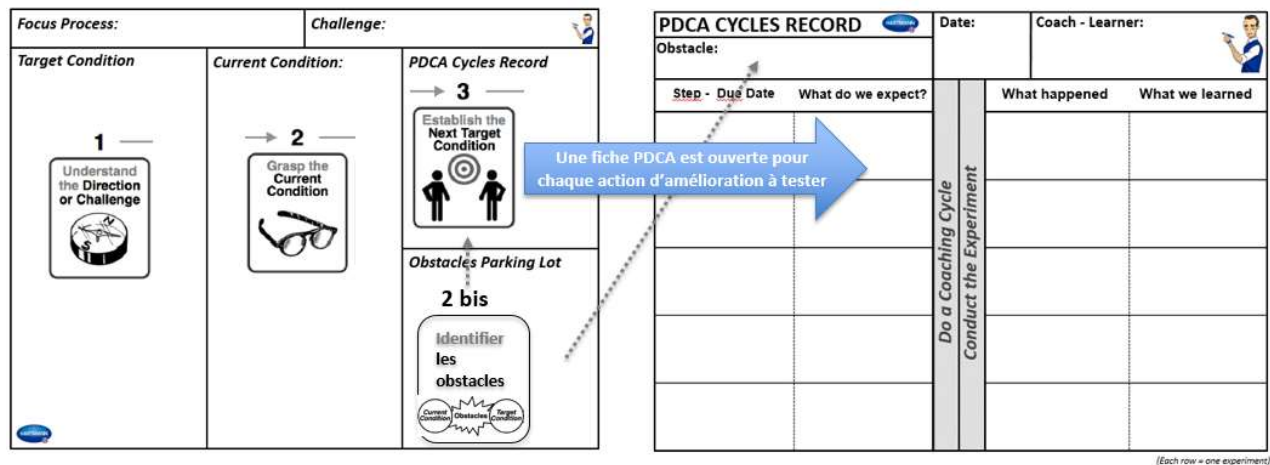 Focus Process:
Challenge:
Target Condition
1
Understand
the Direction
or Challenge
N
S
Current Condition:
2
Grasp the
Current
Condition
PDCA Cycles Record
3
Establish the
Next Target
Condition
Obstacles Parking Lot
2 bis
Identifier
les
obstacles
Current
Condition
Obstacles
Target
Condition
Une fiche PDCA est ouverte pour
chaque action d'amélioration à tester
PDCA CYCLES RECORD
Date:
Coach - Learner:
Obstacle:
Step - Due Date
What do we expect?
What happened
What we learned
Do a Coaching Cycle
Conduct the Experiment
(Each row = one experiment)